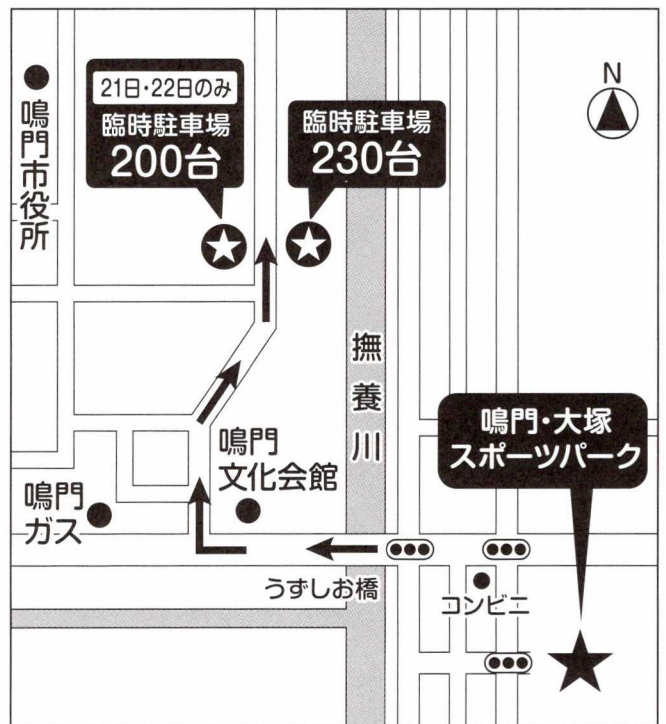 21日・22日のみ
臨時駐車場
200台
臨時駐車場
230台
N
鳴門市役所
撫養川
鳴門・大塚
スポーツパーク
鳴門
文化会館
鳴門
ガス
うずしお橋
コンビニ